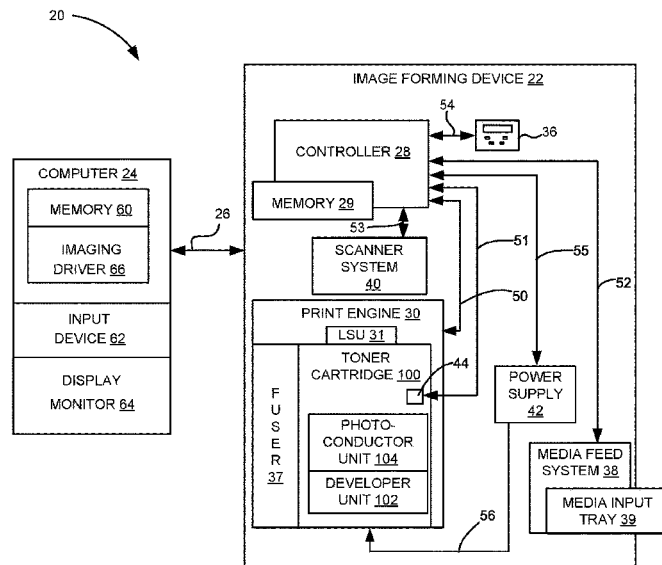 20
IMAGE FORMING DEVICE 22
54
36
CONTROLLER 28
MEMORY 29
COMPUTER 24
MEMORY 60
IMAGING
DRIVER 66
INPUT
DEVICE 62
DISPLAY
MONITOR 64
26
53
SCANNER
SYSTEM
40
51
50
55
52
PRINT ENGINE 30
LSU 31
TONER
CARTRIDGE 100
44
FUSER
37
PHOTO-
CONDUCTOR
UNIT 104
DEVELOPER
UNIT 102
POWER
SUPPLY
42
MEDIA FEED
SYSTEM 38
MEDIA INPUT
TRAY 39
56